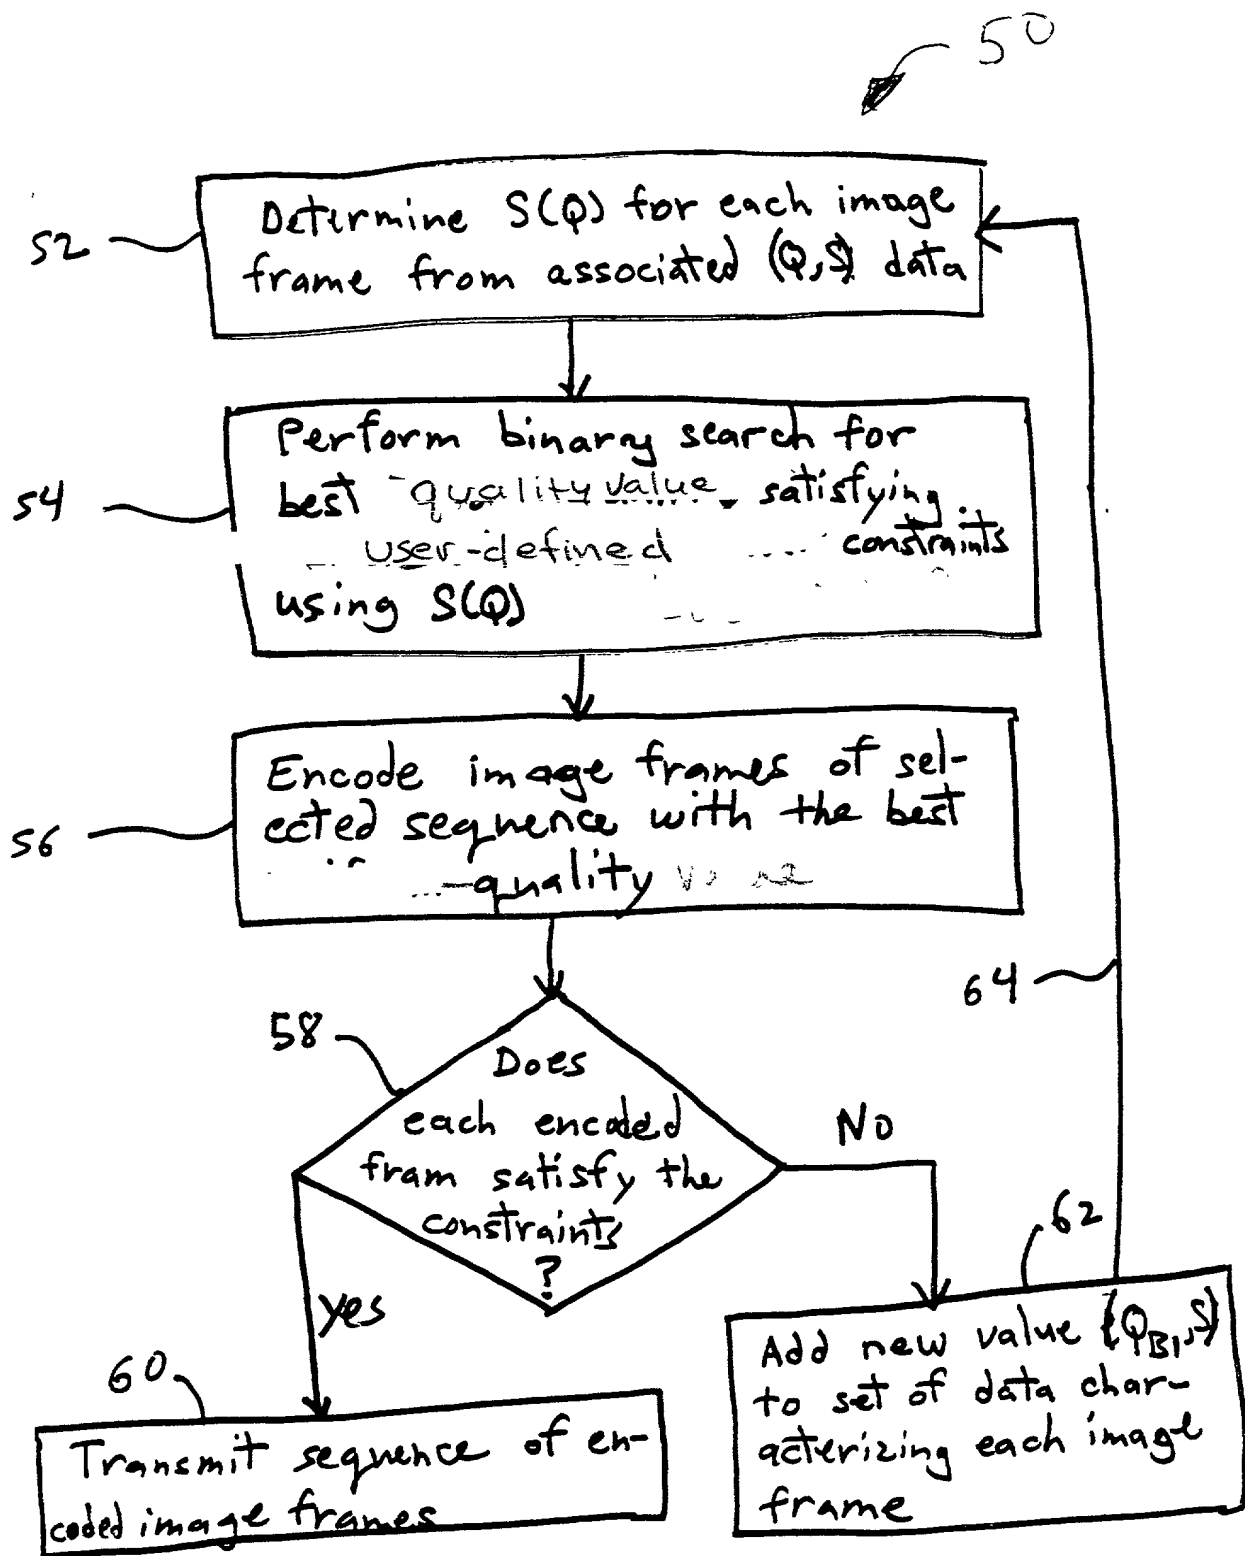 50
52
Determine S(Q) for each image
frame from associated (Q,S) data
54
Perform binary search for
best quality value satisfying
user-defined constraints
using S(Q)
56
Encode image frames of sel-
ected sequence with the best
-quality
64
58
Does
each encoded
fram satisfy the
constraints
?
No
yes
62
Add new value (Q_B1,S)
to set of data char-
acterizing each image
frame
60
Transmit sequence of en-
coded image frames